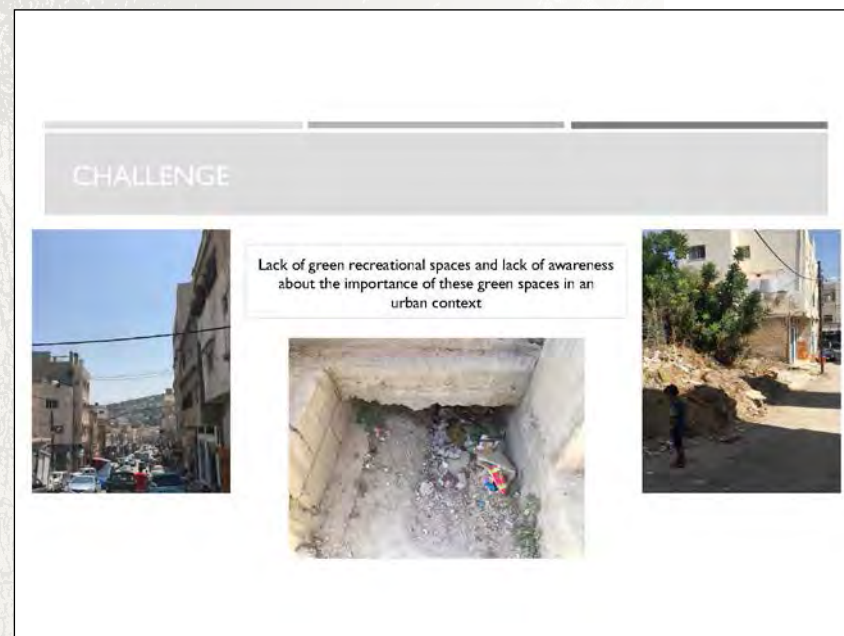 CHALLENGE
Lack of green recreational spaces and lack of awareness
about the importance of these green spaces in an
urban context